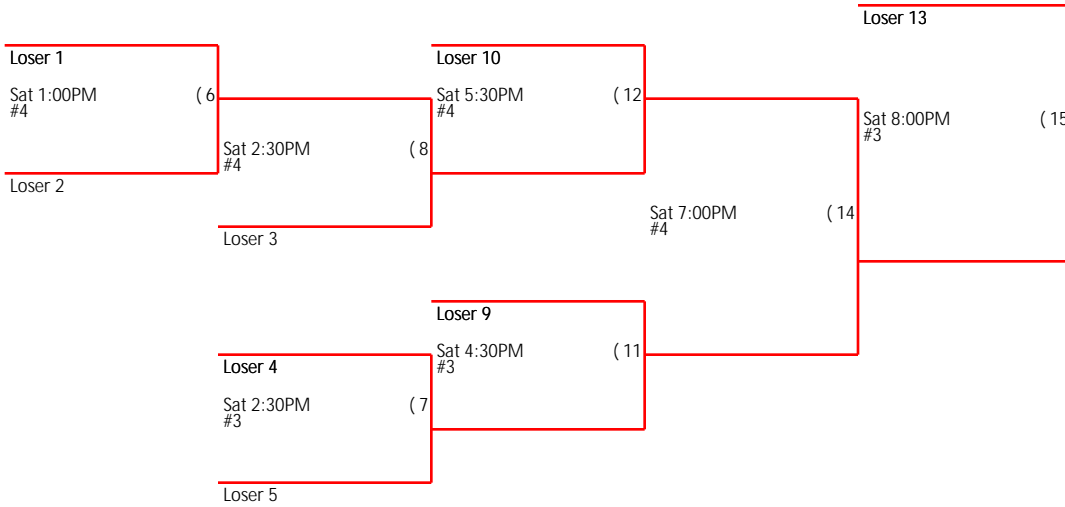 Loser 13
Loser 1
Loser 10
Sat 1:00PM ( 6
#4
Sat 5:30PM ( 12
#4
Sat 8:00PM ( 15
#3
Sat 2:30PM ( 8
#4
Loser 2
Sat 7:00PM ( 14
#4
Loser 3
Loser 9
Sat 4:30PM ( 11
#3
Loser 4
Sat 2:30PM ( 7
#3
Loser 5